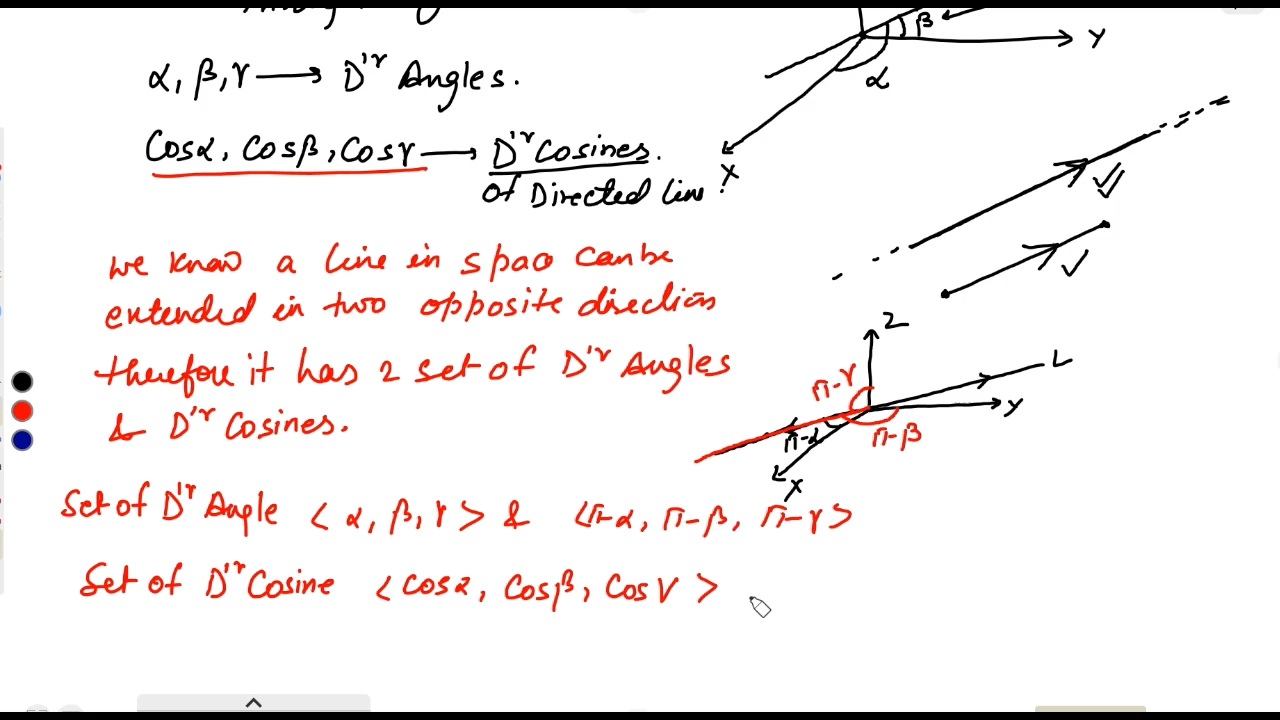 α, β, γ → D'r Angles.
Cosα, Cosβ, Cosγ → D'r Cosines.
Of Directed line
we know a line in space can be
extended in two opposite direction
therefore it has 2 set of D'r Angles
& D'r Cosines.
Set of D'r Angle < α, β, γ > & <π-α, π-β, π-γ>
Set of D'r Cosine < cosα, Cosβ, Cosγ >
β
Y
α
X
Z
L
π-γ
Y
π-α
π-β
X